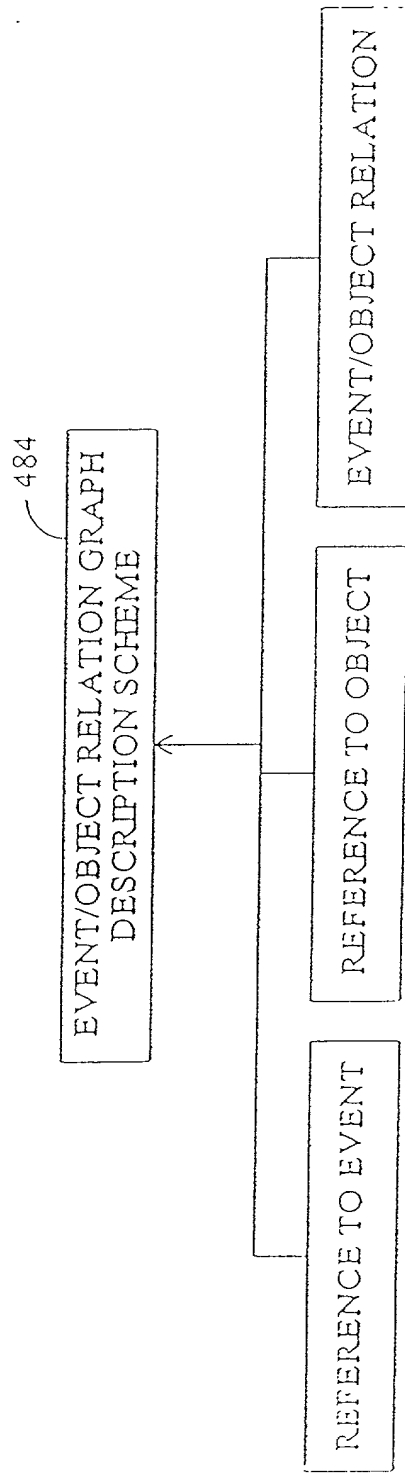 484
EVENT/OBJECT RELATION GRAPH
DESCRIPTION SCHEME
REFERENCE TO EVENT
REFERENCE TO OBJECT
EVENT/OBJECT RELATION